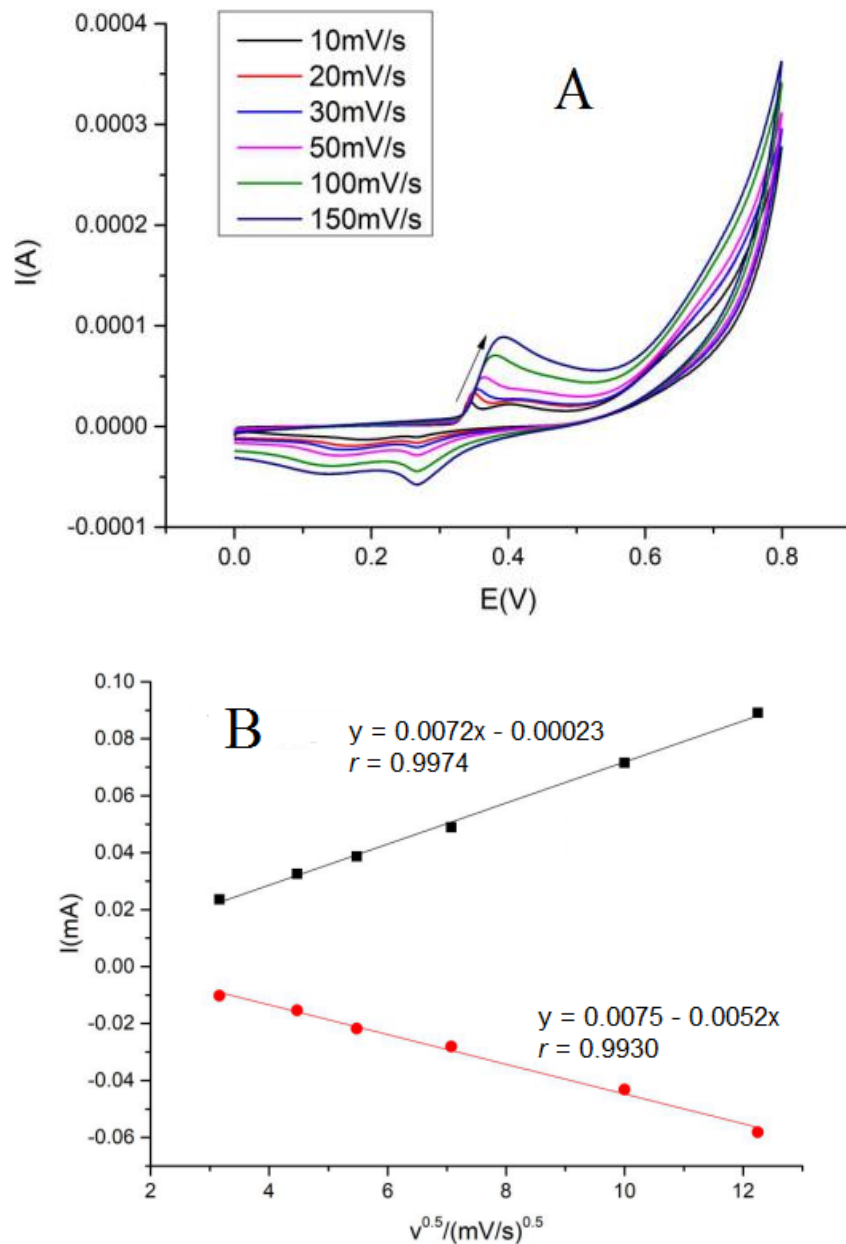 0.0004
0.0003
0.0002
0.0001
0.0000
-0.0001
I(A)
10mV/s
20mV/s
30mV/s
50mV/s
100mV/s
150mV/s
A
0.0 0.2 0.4 0.6 0.8
E(V)
0.10
0.08
0.06
0.04
0.02
0.00
-0.02
-0.04
-0.06
I(mA)
B
y = 0.0072x - 0.00023
r = 0.9974
y = 0.0075 - 0.0052x
r = 0.9930
2 4 6 8 10 12
v^0.5/(mV/s)^0.5